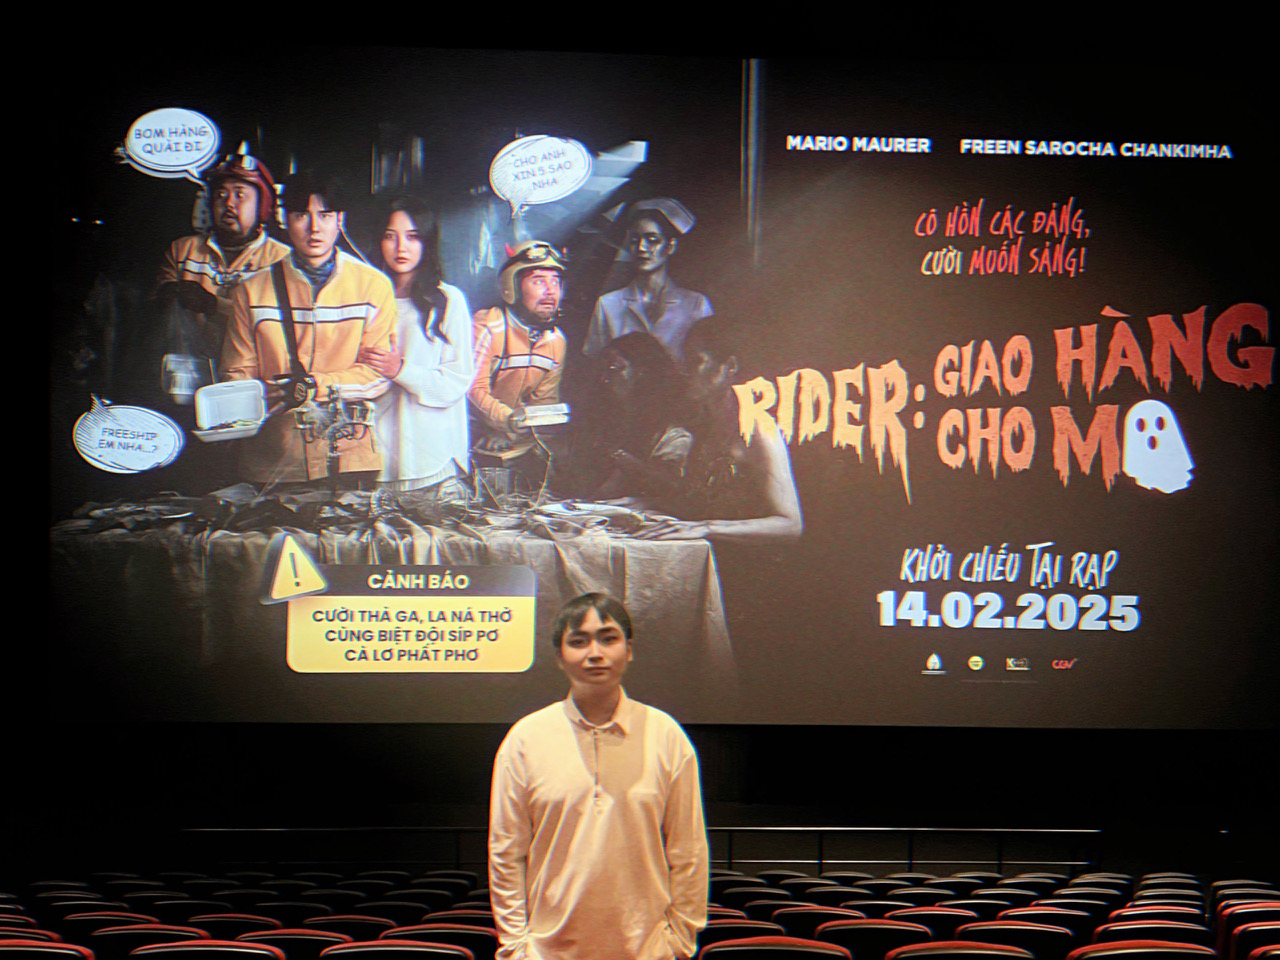 BOM HÀNG
QUÀI ĐI
CHO ANH
XIN 5 SAO
NHA
FREESHIP
EM NHA...?
MARIO MAURER
FREEN SAROCHA CHANKIMHA
CÔ HỒN CÁC ĐẢNG,
CƯỜI MUỐN SẢNG!
RIDER: GIAO HÀNG
CHO MA
KHỞI CHIẾU TẠI RẠP
14.02.2025
CẢNH BÁO
CƯỜI THẢ GA, LA NÁ THỞ
CÙNG BIỆT ĐỘI SÍP PƠ
CÀ LƠ PHẤT PHƠ
CGV